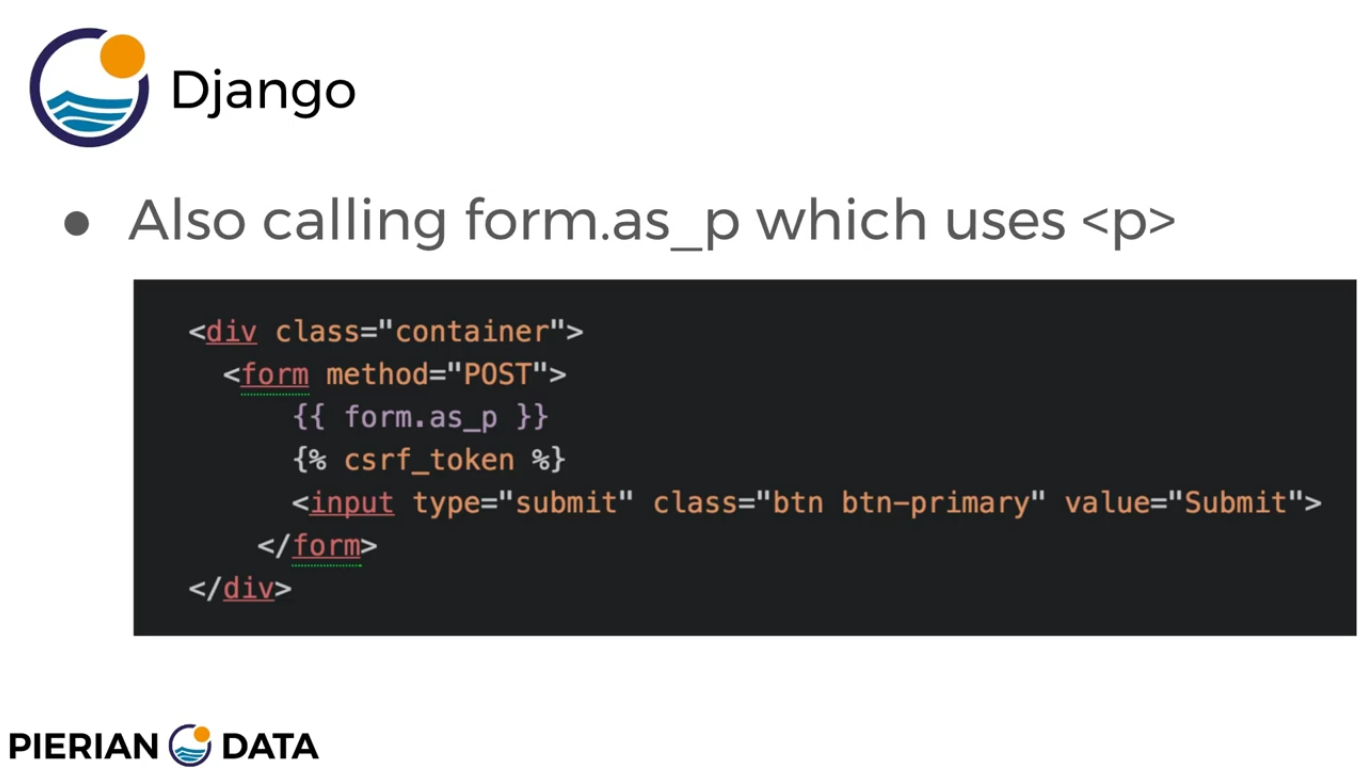 Django
● Also calling form.as_p which uses <p>
<div class="container">
<form method="POST">
{{ form.as_p }}
{% csrf_token %}
<input type="submit" class="btn btn-primary" value="Submit">
</form>
</div>
PIERIAN DATA